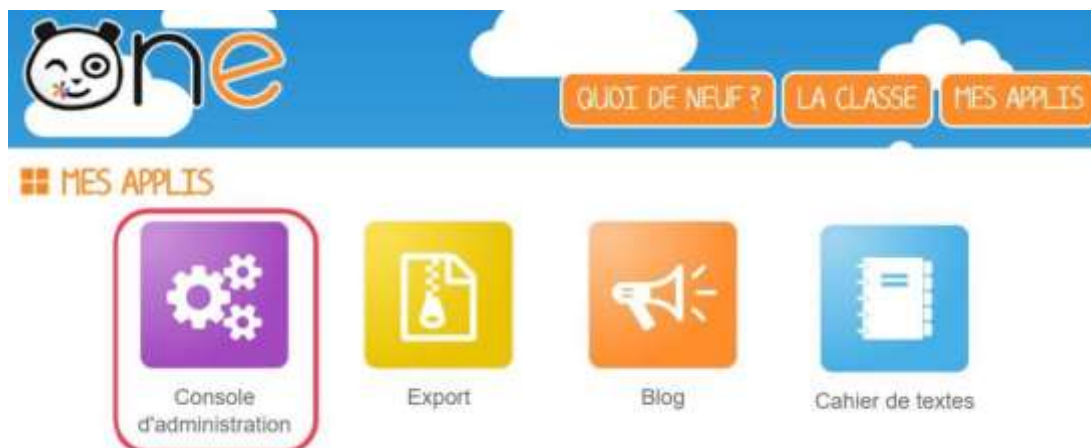 One
QUOI DE NEUF ? LA CLASSE MES APPLIS
MES APPLIS
Console
d'administration
Export
Blog
Cahier de textes